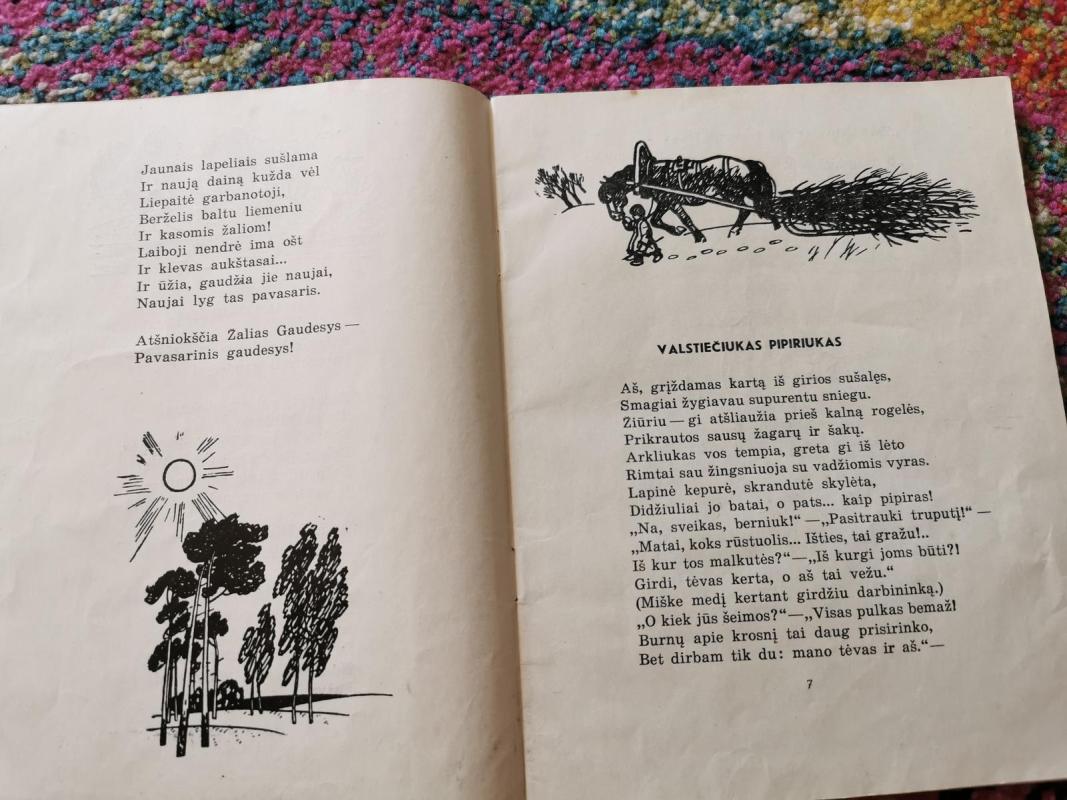 Jaunais lapeliais sušlama
Ir naują dainą kužda vėl
Liepaitė garbanotoji,
Berželis baltu liemeniu
Ir kasomis žaliom!
Laiboji nendrė ima ošt
Ir klevas aukštasai...
Ir ūžia, gaudžia jie naujai,
Naujai lyg tas pavasaris.
Atšniokščia Žalias Gaudesys —
Pavasarinis gaudesys!
VALSTIEČIUKAS PIPIRIUKAS
Aš, grįždamas kartą iš girios sušalęs,
Smagiai žygiavau supurentu sniegu.
Žiūriu — gi atšliaužia prieš kalną rogelės,
Prikrautos sausų žagarų ir šakų.
Arkliukas vos tempia, greta gi iš lėto
Rimtai sau žingsniuoja su vadžiomis vyras.
Lapinė kepurė, skrandutė skylėta,
Didžiuliai jo batai, o pats... kaip pipiras!
„Na, sveikas, berniuk!“ — „Pasitrauki truputį!“ —
„Matai, koks rūstuolis... Išties, tai gražu!..
Iš kur tos malkutės?“ — „Iš kurgi joms būti?!
Girdi, tėvas kerta, o aš tai vežu.“
(Miške medį kertant girdžiu darbininką.)
„O kiek jūs šeimos?“ — „Visas pulkas bemaž!
Burnų apie krosnį tai daug prisirinko,
Bet dirbam tik du: mano tėvas ir aš.“ —
7